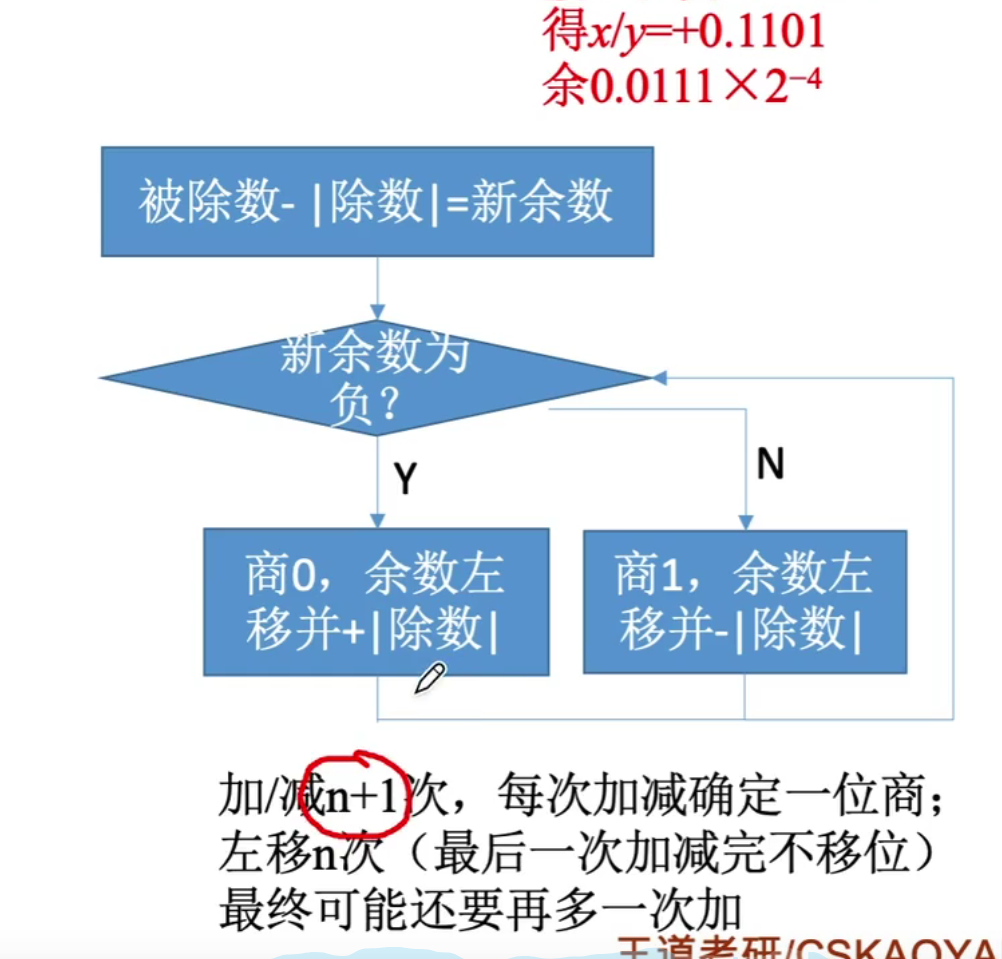 得x/y=+0.1101
余0.0111×2⁻⁴
被除数-|除数|=新余数
新余数为
负？
Y
N
商0，余数左
移并+|除数|
商1，余数左
移并-|除数|
加/减n+1次，每次加减确定一位商；
左移n次（最后一次加减完不移位）
最终可能还要再多一次加
王道考研/CSKAOYA